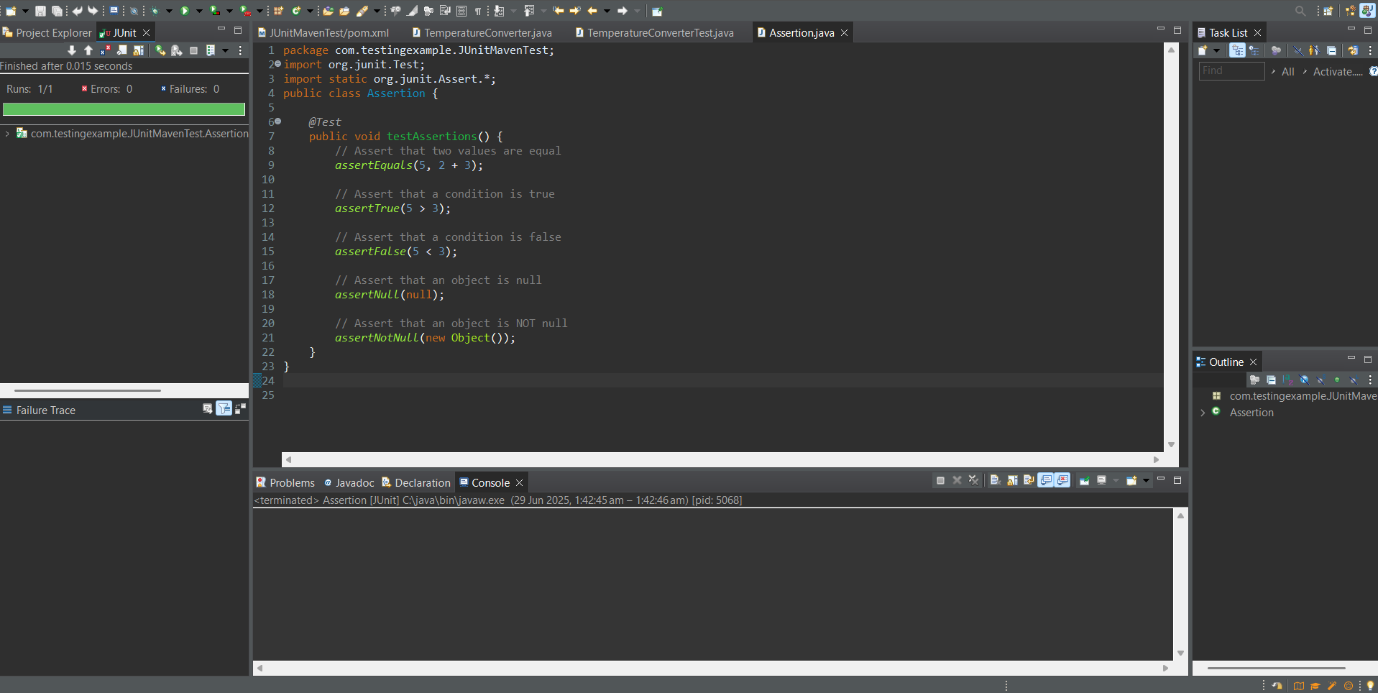 Project Explorer
JUnit
Finished after 0.015 seconds
Runs: 1/1
Errors: 0
Failures: 0
com.testingexample.JUnitMavenTest.Assertion
Failure Trace
JUnitMavenTest/pom.xml
TemperatureConverter.java
TemperatureConverterTest.java
Assertion.java
1 package com.testingexample.JUnitMavenTest;
2 import org.junit.Test;
3 import static org.junit.Assert.*;
4 public class Assertion {
5
6 @Test
7 public void testAssertions() {
8 // Assert that two values are equal
9 assertEquals(5, 2 + 3);
10
11 // Assert that a condition is true
12 assertTrue(5 > 3);
13
14 // Assert that a condition is false
15 assertFalse(5 < 3);
16
17 // Assert that an object is null
18 assertNull(null);
19
20 // Assert that an object is NOT null
21 assertNotNull(new Object());
22 }
23 }
24
25
Problems
Javadoc
Declaration
Console
<terminated> Assertion [JUnit] C:\java\bin\javaw.exe (29 Jun 2025, 1:42:45 am – 1:42:46 am) [pid: 5068]
Task List
Find
All
Activate.....
Outline
com.testingexample.JUnitMave
Assertion